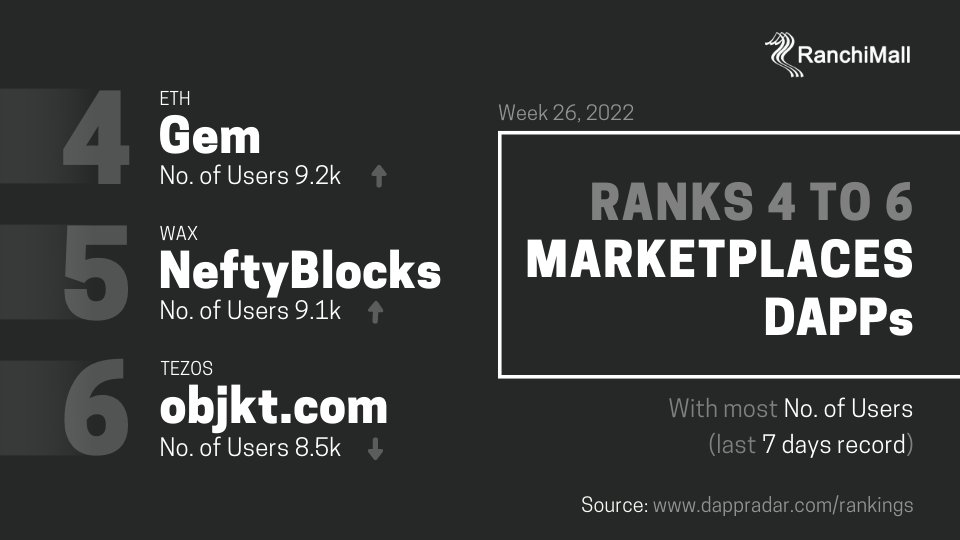 RanchiMall
4
ETH
Gem
No. of Users 9.2k
5
WAX
NeftyBlocks
No. of Users 9.1k
6
TEZOS
objkt.com
No. of Users 8.5k
Week 26, 2022
RANKS 4 TO 6
MARKETPLACES
DAPPs
With most No. of Users
(last 7 days record)
Source: www.dappradar.com/rankings